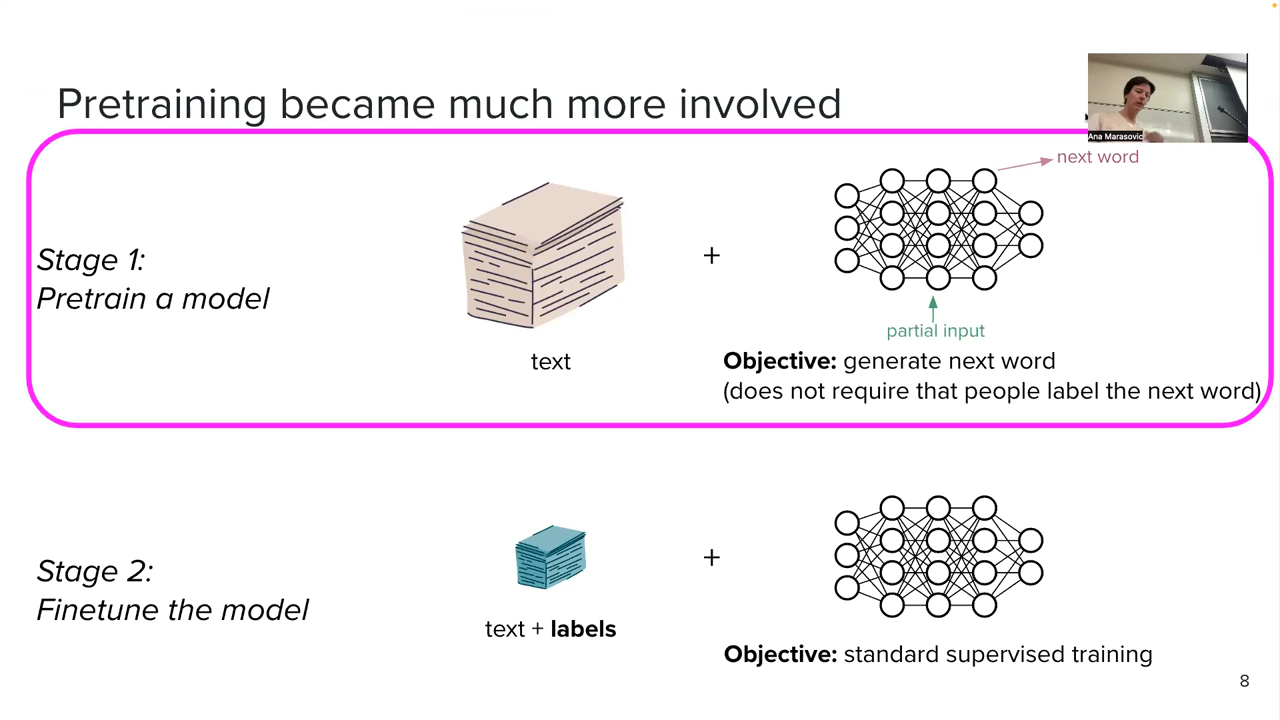 Pretraining became much more involved
Ana Marasovic
next word
Stage 1:
Pretrain a model
+
partial input
text
Objective: generate next word
(does not require that people label the next word)
Stage 2:
Finetune the model
+
text + labels
Objective: standard supervised training
8